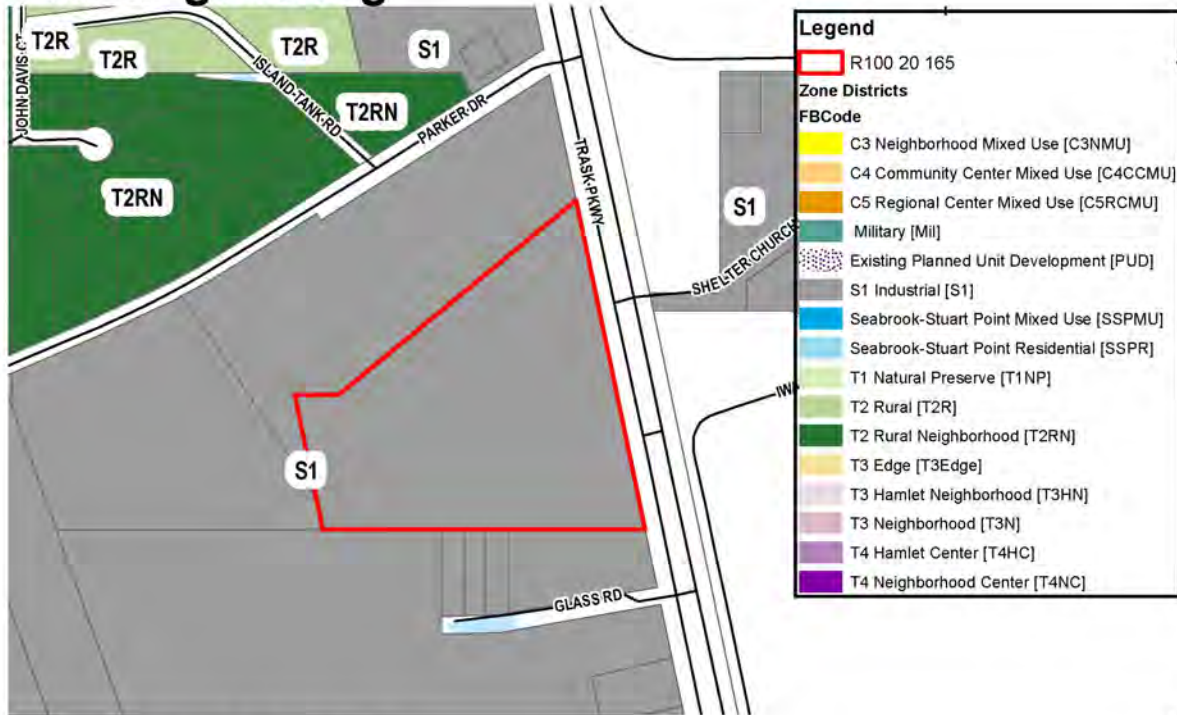 T2R
T2R
T2R
S1
JOHN DAVIS CT
ISLAND TANK RD
T2RN
PARKER DR
T2RN
TRASK PKWY
S1
SHELTER CHURCH
S1
GLASS RD
Legend
R100 20 165
Zone Districts
FBCode
C3 Neighborhood Mixed Use [C3NMU]
C4 Community Center Mixed Use [C4CCMU]
C5 Regional Center Mixed Use [C5RCMU]
Military [Mil]
Existing Planned Unit Development [PUD]
S1 Industrial [S1]
Seabrook-Stuart Point Mixed Use [SSPMU]
Seabrook-Stuart Point Residential [SSPR]
T1 Natural Preserve [T1NP]
T2 Rural [T2R]
T2 Rural Neighborhood [T2RN]
T3 Edge [T3Edge]
T3 Hamlet Neighborhood [T3HN]
T3 Neighborhood [T3N]
T4 Hamlet Center [T4HC]
T4 Neighborhood Center [T4NC]